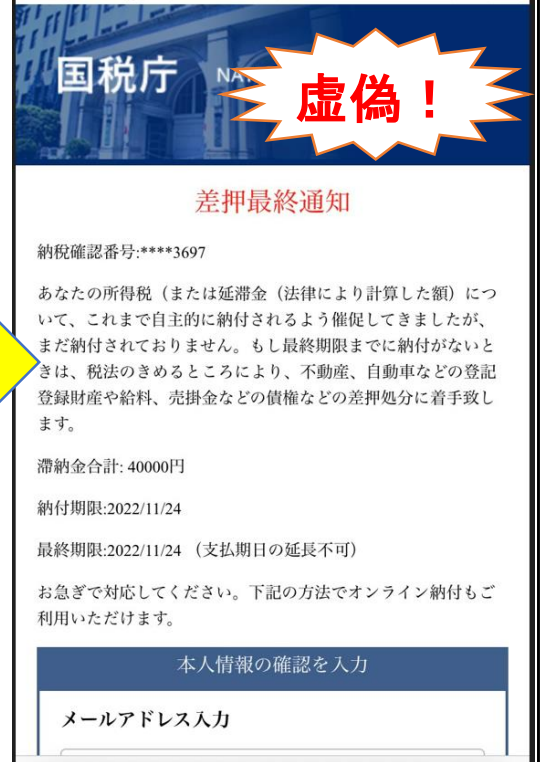 国税庁 NA
虚偽！
差押最終通知
納税確認番号:****3697
あなたの所得税（または延滞金（法律により計算した額）につ
いて、これまで自主的に納付されるよう催促してきましたが、
まだ納付されておりません。もし最終期限までに納付がないと
きは、税法のきめるところにより、不動産、自動車などの登記
登録財産や給料、売掛金などの債権などの差押処分に着手致し
ます。
滞納金合計: 40000円
納付期限:2022/11/24
最終期限:2022/11/24 （支払期日の延長不可）
お急ぎで対応してください。下記の方法でオンライン納付もご
利用いただけます。
本人情報の確認を入力
メールアドレス入力